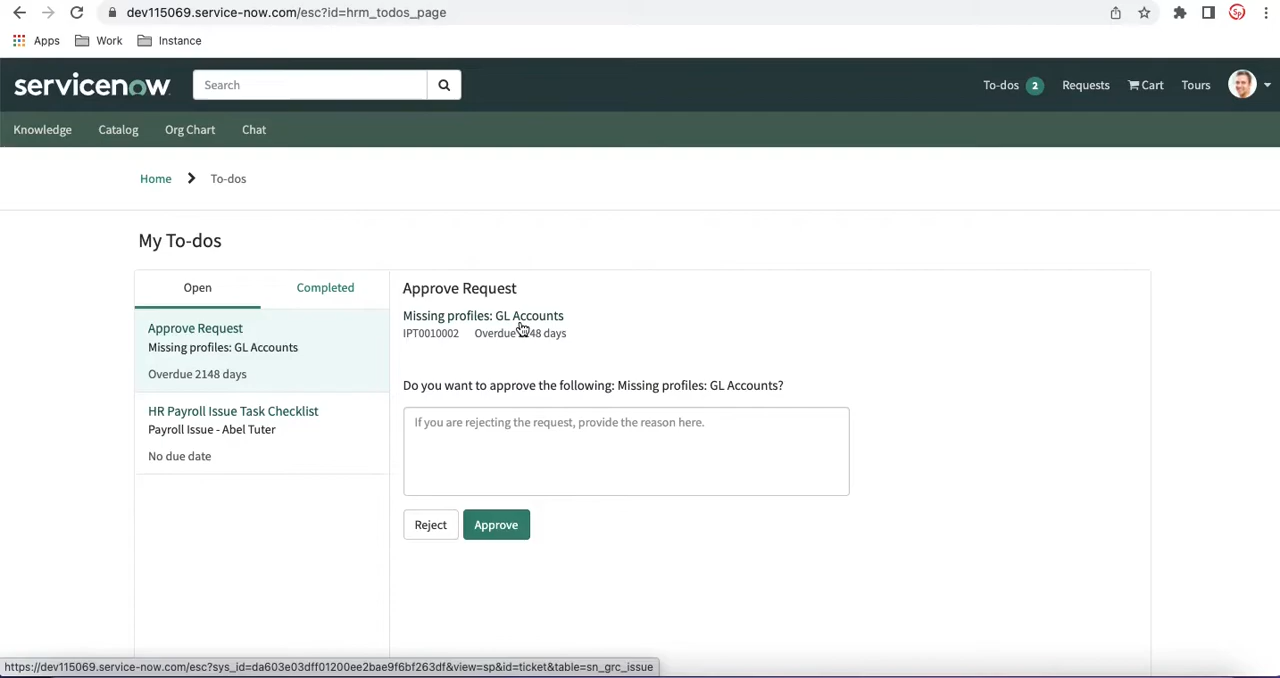 dev115069.service-now.com/esc?id=hrm_todos_page
Apps Work Instance
servicenow Search To-dos 2 Requests Cart Tours
Knowledge Catalog Org Chart Chat
Home To-dos
My To-dos
Open Completed
Approve Request
Missing profiles: GL Accounts
Overdue 2148 days
HR Payroll Issue Task Checklist
Payroll Issue - Abel Tuter
No due date
Approve Request
Missing profiles: GL Accounts
IPT0010002 Overdue 2148 days
Do you want to approve the following: Missing profiles: GL Accounts?
If you are rejecting the request, provide the reason here.
Reject Approve
https://dev115069.service-now.com/esc?sys_id=da603e03dff01200ee2bae9f6bf263df&view=sp&id=ticket&table=sn_grc_issue